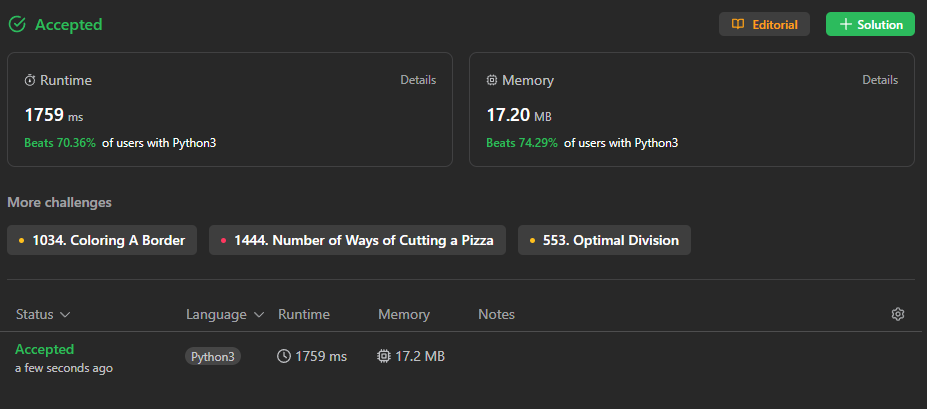 Accepted
Editorial
Solution
Runtime
Details
1759 ms
Beats 70.36% of users with Python3
Memory
Details
17.20 MB
Beats 74.29% of users with Python3
More challenges
1034. Coloring A Border
1444. Number of Ways of Cutting a Pizza
553. Optimal Division
Status Language Runtime Memory Notes
Accepted
a few seconds ago
Python3
1759 ms
17.2 MB